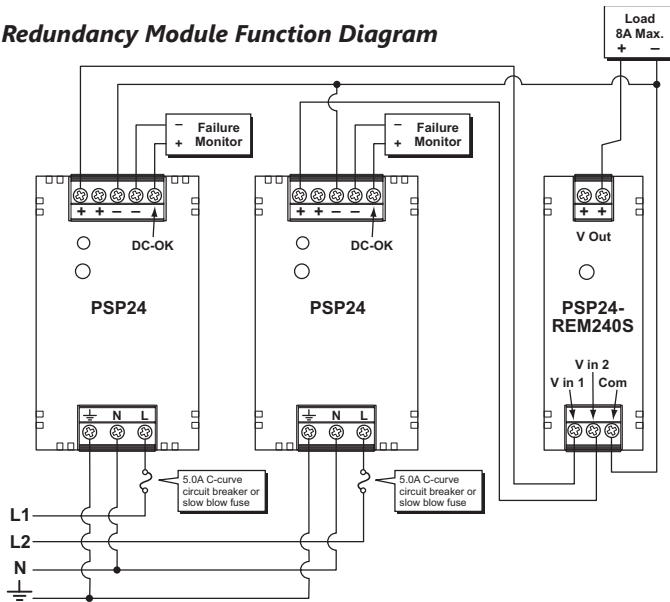 Redundancy Module Function Diagram
Load
8A Max.
+ –
– Failure
+ Monitor
– Failure
+ Monitor
+ + – –
DC-OK
+ + – –
DC-OK
+ +
V Out
PSP24
PSP24
PSP24-
REM240S
V in 2
V in 1 Com
N L
N L
5.0A C-curve
circuit breaker or
slow blow fuse
5.0A C-curve
circuit breaker or
slow blow fuse
L1
L2
N